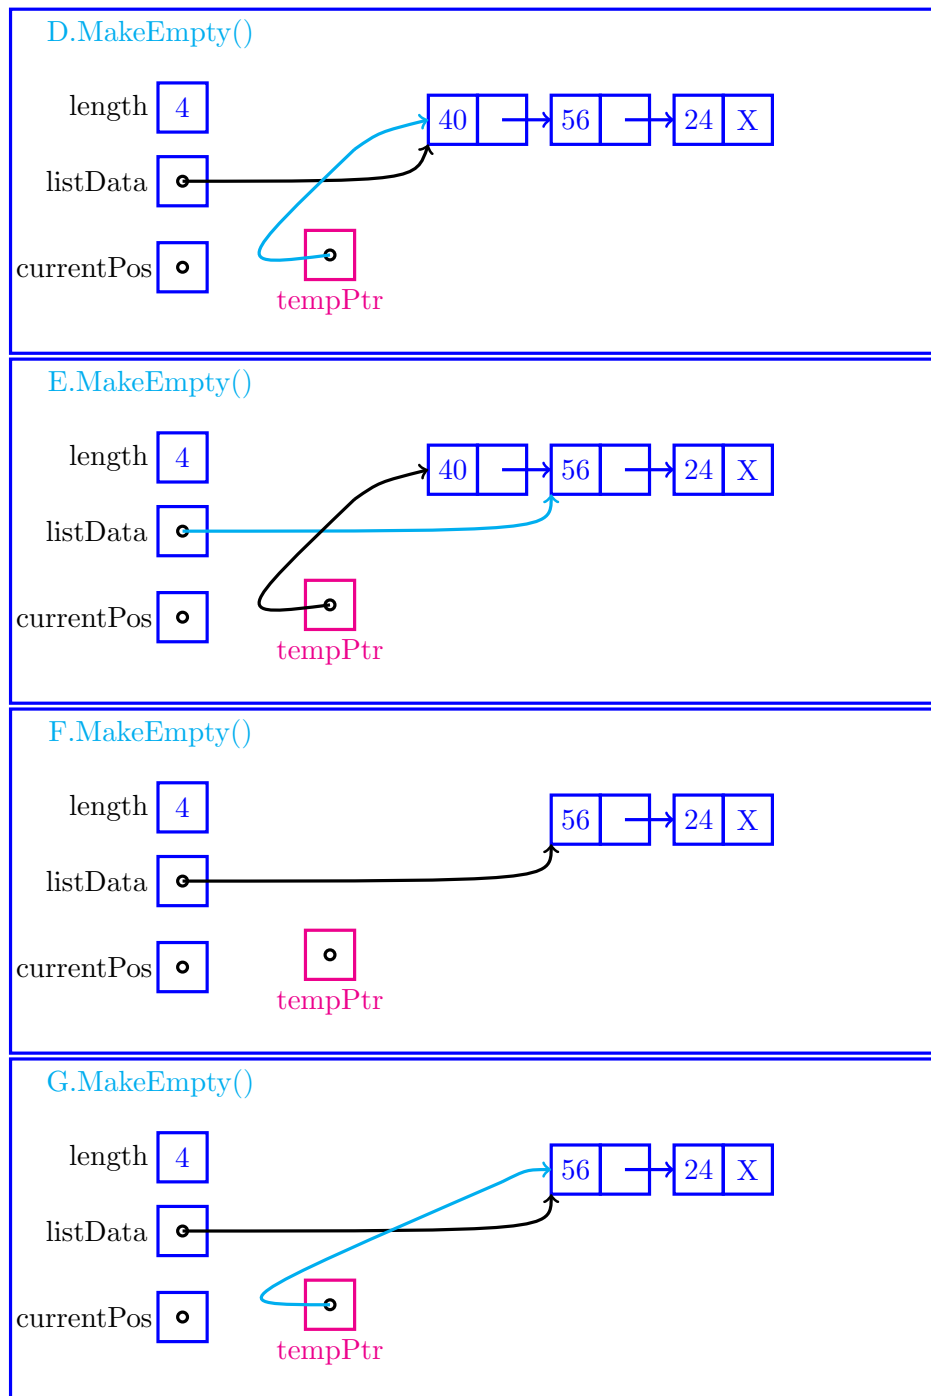 D.MakeEmpty()
length 4
40 56 24 X
listData
currentPos
tempPtr
E.MakeEmpty()
length 4
40 56 24 X
listData
currentPos
tempPtr
F.MakeEmpty()
length 4
56 24 X
listData
currentPos
tempPtr
G.MakeEmpty()
length 4
56 24 X
listData
currentPos
tempPtr